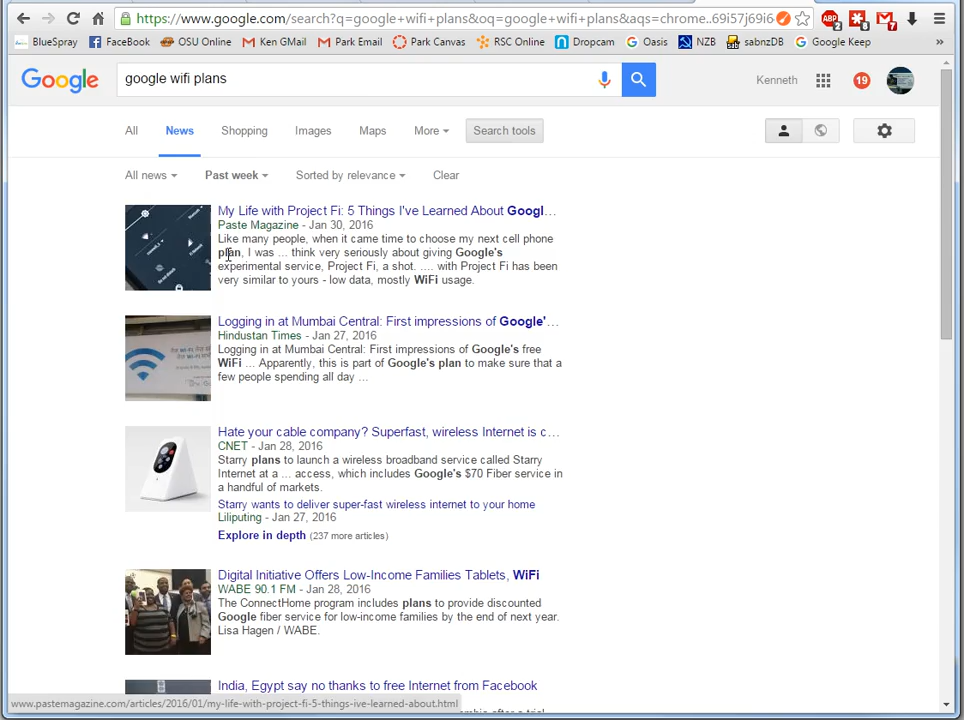 https://www.google.com/search?q=google+wifi+plans&oq=google+wifi+plans&aqs=chrome..69i57j69i6
ABP
2
8
7
BlueSpray
FaceBook
OSU Online
Ken GMail
Park Email
Park Canvas
RSC Online
Dropcam
Oasis
NZB
sabnzDB
Google Keep
»
Google
google wifi plans
Kenneth
19
All
News
Shopping
Images
Maps
More
Search tools
All news
Past week
Sorted by relevance
Clear
My Life with Project Fi: 5 Things I've Learned About Googl...
Paste Magazine - Jan 30, 2016
Like many people, when it came time to choose my next cell phone
plan, I was ... think very seriously about giving Google's
experimental service, Project Fi, a shot. .... with Project Fi has been
very similar to yours - low data, mostly WiFi usage.
Logging in at Mumbai Central: First impressions of Google'...
Hindustan Times - Jan 27, 2016
Logging in at Mumbai Central: First impressions of Google's free
WiFi ... Apparently, this is part of Google's plan to make sure that a
few people spending all day ...
Hate your cable company? Superfast, wireless Internet is c...
CNET - Jan 28, 2016
Starry plans to launch a wireless broadband service called Starry
Internet at a ... access, which includes Google's $70 Fiber service in
a handful of markets.
Starry wants to deliver super-fast wireless internet to your home
Liliputing - Jan 27, 2016
Explore in depth (237 more articles)
Digital Initiative Offers Low-Income Families Tablets, WiFi
WABE 90.1 FM - Jan 28, 2016
The ConnectHome program includes plans to provide discounted
Google fiber service for low-income families by the end of next year.
Lisa Hagen / WABE.
India, Egypt say no thanks to free Internet from Facebook
www.pastemagazine.com/articles/2016/01/my-life-with-project-fi-5-things-ive-learned-about.html